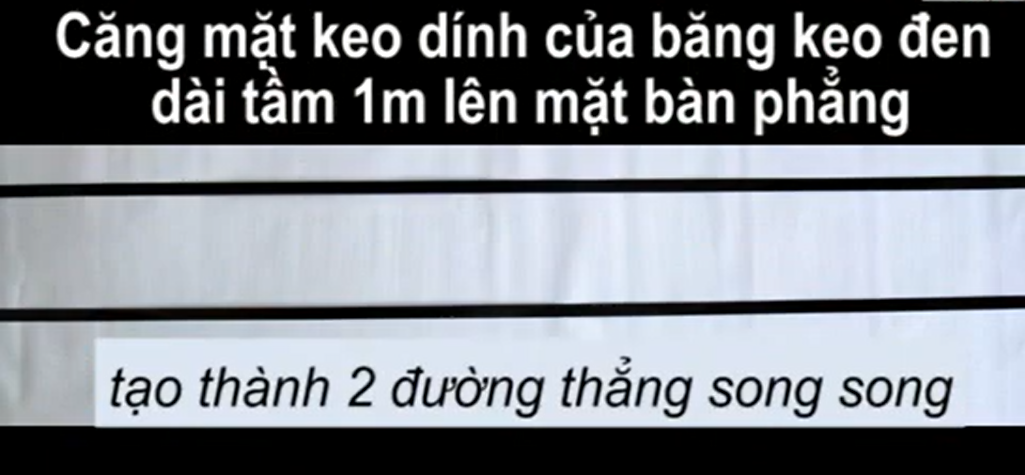 Căng mặt keo dính của băng kẹo đen
dài tầm 1m lên mặt bàn phẳng
tạo thành 2 đường thẳng song song